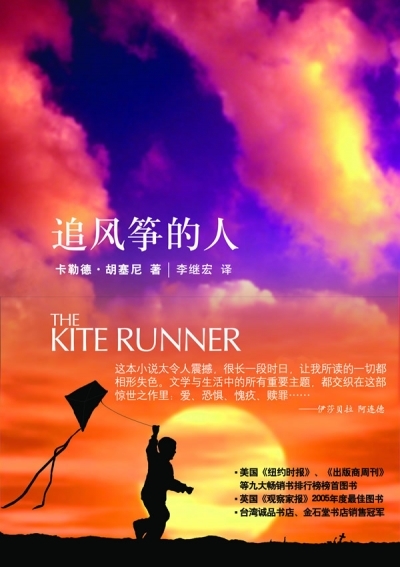 追风筝的人
卡勒德·胡塞尼 著 | 李继宏 译
THE
KITE RUNNER
这本小说太令人震撼，很长一段时日，让我所读的一切都
相形失色。文学与生活中的所有重要主题，都交织在这部
惊世之作里：爱、恐惧、愧疚、赎罪……
——伊莎贝拉 阿连德
•美国《纽约时报》、《出版商周刊》
等九大畅销书排行榜榜首图书
•英国《观察家报》2005年度最佳图书
•台湾诚品书店、金石堂书店销售冠军